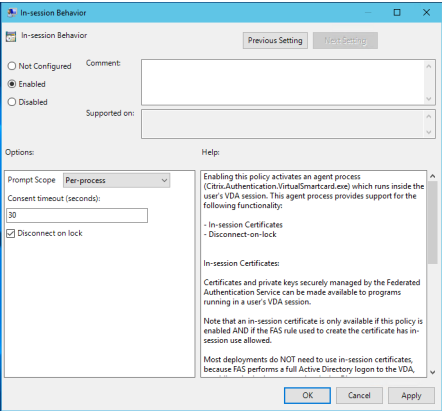 In-session Behavior
In-session Behavior
Previous Setting
Next Setting
Not Configured
Comment:
Enabled
Disabled
Supported on:
Options:
Help:
Prompt Scope
Per-process
Consent timeout (seconds):
30
Disconnect on lock
Enabling this policy activates an agent process
(Citrix.Authentication.VirtualSmartcard.exe) which runs inside the
user's VDA session. This agent process provides support for the
following functionality:
- In-session Certificates
- Disconnect-on-lock
In-session Certificates:
Certificates and private keys securely managed by the Federated
Authentication Service can be made available to programs
running in a user's VDA session.
Note that an in-session certificate is only available if this policy is
enabled AND if the FAS rule used to create the certificate has in-
session use allowed.
Most deployments do NOT need to use in-session certificates,
because FAS performs a full Active Directory logon to the VDA,
OK
Cancel
Apply